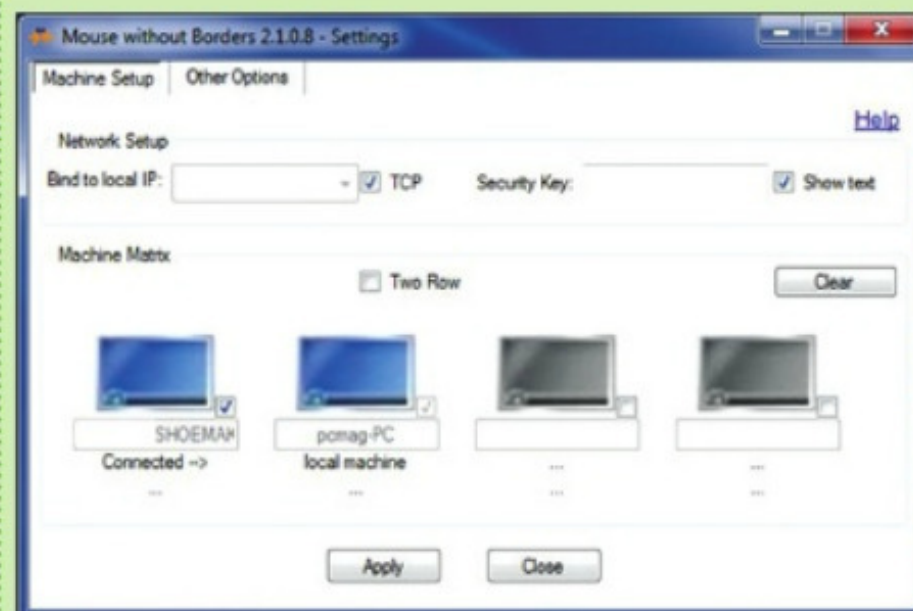 Mouse without Borders 2.1.0.8 - Settings
Machine Setup Other Options
Help
Network Setup
Bind to local IP: TCP Security Key: Show text
Machine Matrix
Two Row Clear
SHOEMAK pcmag-PC
Connected --> local machine ... ...
... ... ... ...
Apply Close